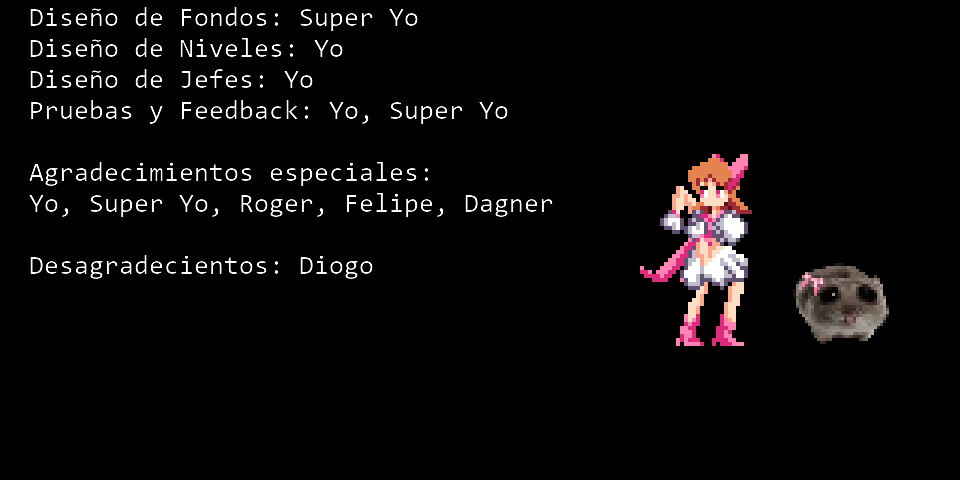 Diseño de Fondos: Super Yo
Diseño de Niveles: Yo
Diseño de Jefes: Yo
Pruebas y Feedback: Yo, Super Yo
Agradecimientos especiales:
Yo, Super Yo, Roger, Felipe, Dagner
Desagradecientos: Diogo